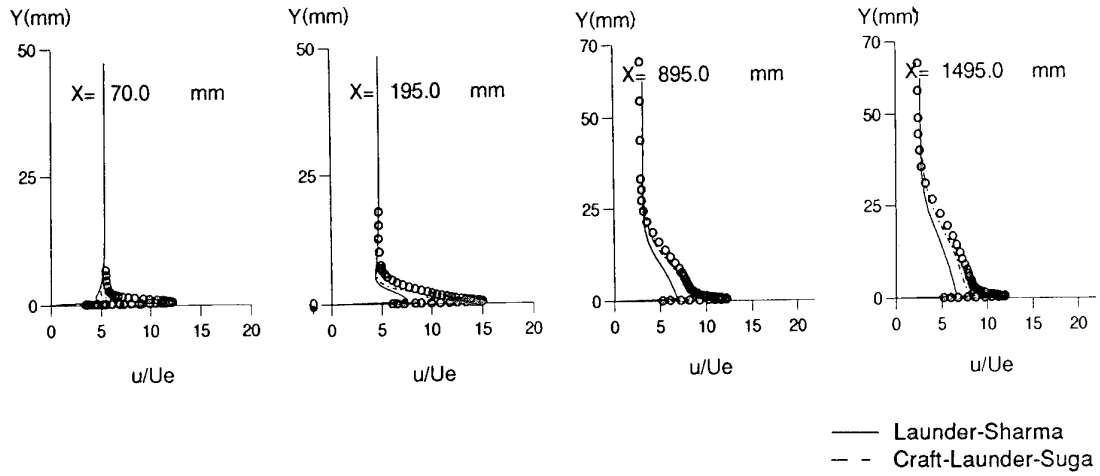 Y(mm)
50
25
0
X= 70.0 mm
0 5 10 15 20
u/Ue
Y(mm)
50
25
0
X= 195.0 mm
5 10 15 20
u/Ue
Y(mm)
70
50
25
0
X= 895.0 mm
0 5 10 15 20
u/Ue
Y(mm)
70
50
25
0
X= 1495.0 mm
0 5 10 15 20
u/Ue
Launder-Sharma
Craft-Launder-Suga